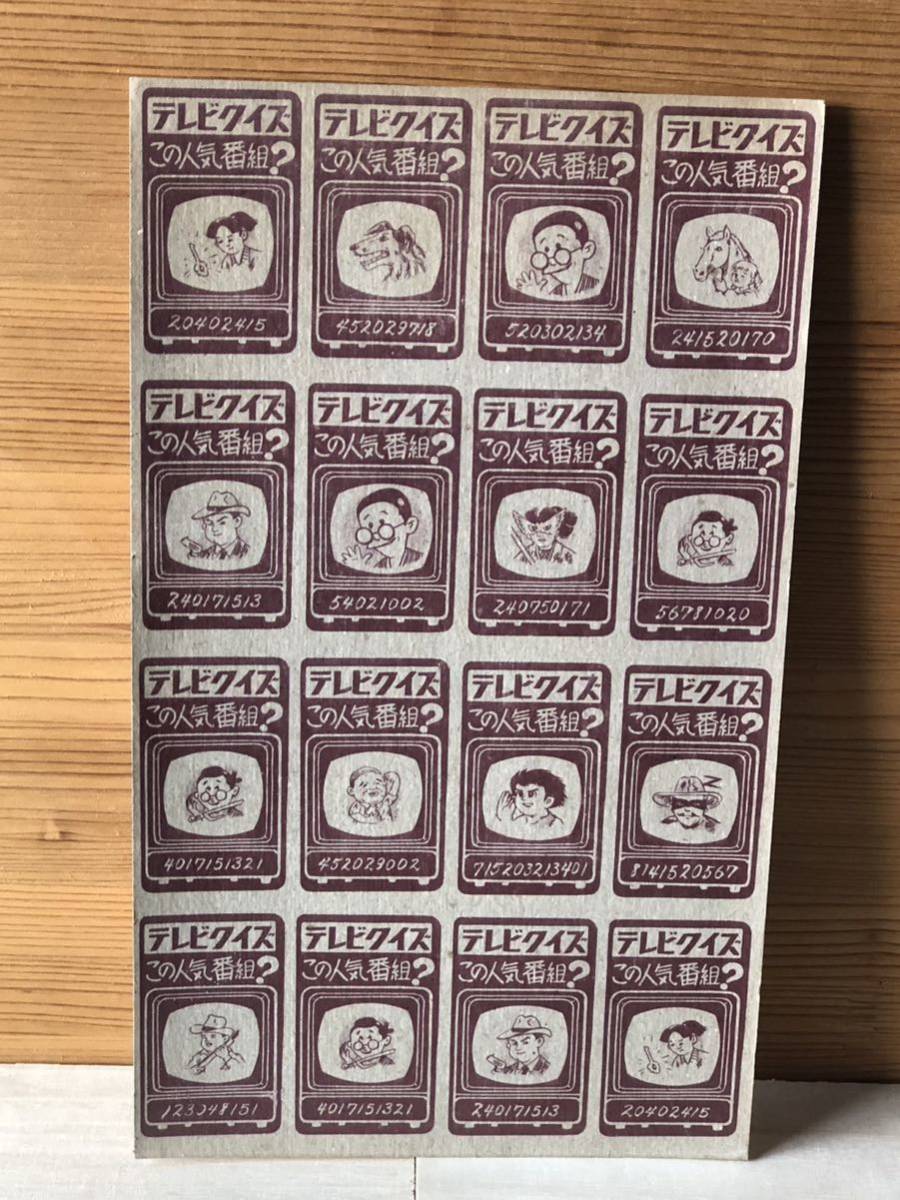 テレビクイズ
この人気番組?
20402415
テレビクイズ
この人気番組?
452029718
テレビクイズ
この人気番組?
520302134
テレビクイズ
この人気番組?
241520170
テレビクイズ
この人気番組?
240171513
テレビクイズ
この人気番組?
54021002
テレビクイズ
この人気番組?
240750171
テレビクイズ
この人気番組?
56781020
テレビクイズ
この人気番組?
4017151321
テレビクイズ
この人気番組?
452029002
テレビクイズ
この人気番組?
715203213401
テレビクイズ
この人気番組?
Z
8141520567
テレビクイズ
この人気番組?
123048151
テレビクイズ
この人気番組?
4017151321
テレビクイズ
この人気番組?
240171513
テレビクイズ
この人気番組?
20402415